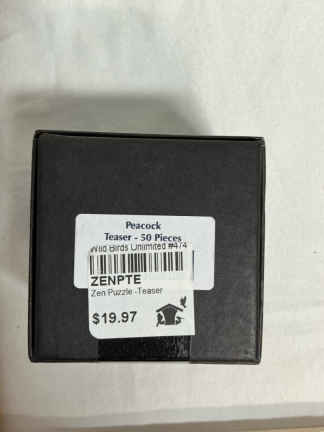 Peacock
Teaser - 50 Pieces
Wild Birds Unlimited #474
ZENPTE
Zen Puzzle -Teaser
$19.97